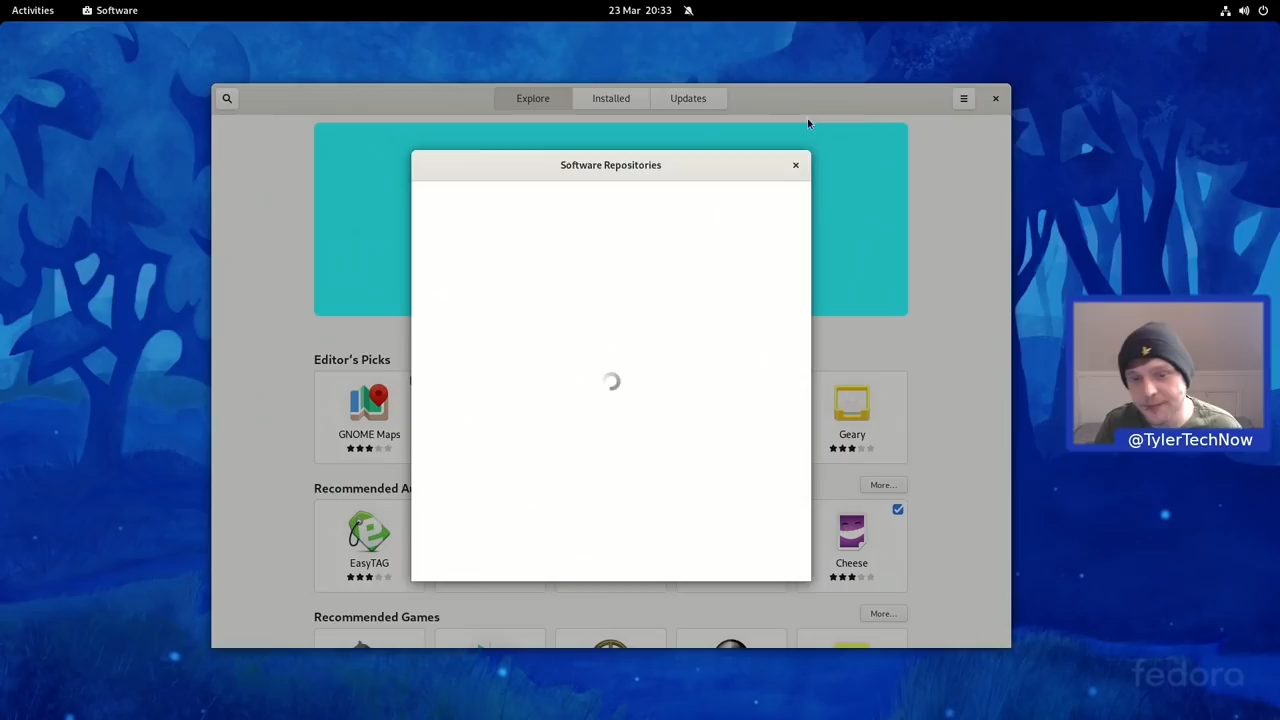 Activities
Software
23 Mar 20:33
Explore
Installed
Updates
Software Repositories
Editor's Picks
GNOME Maps
Geary
Recommended
More...
EasyTAG
Cheese
Recommended Games
More...
@TylerTechNow
fedora